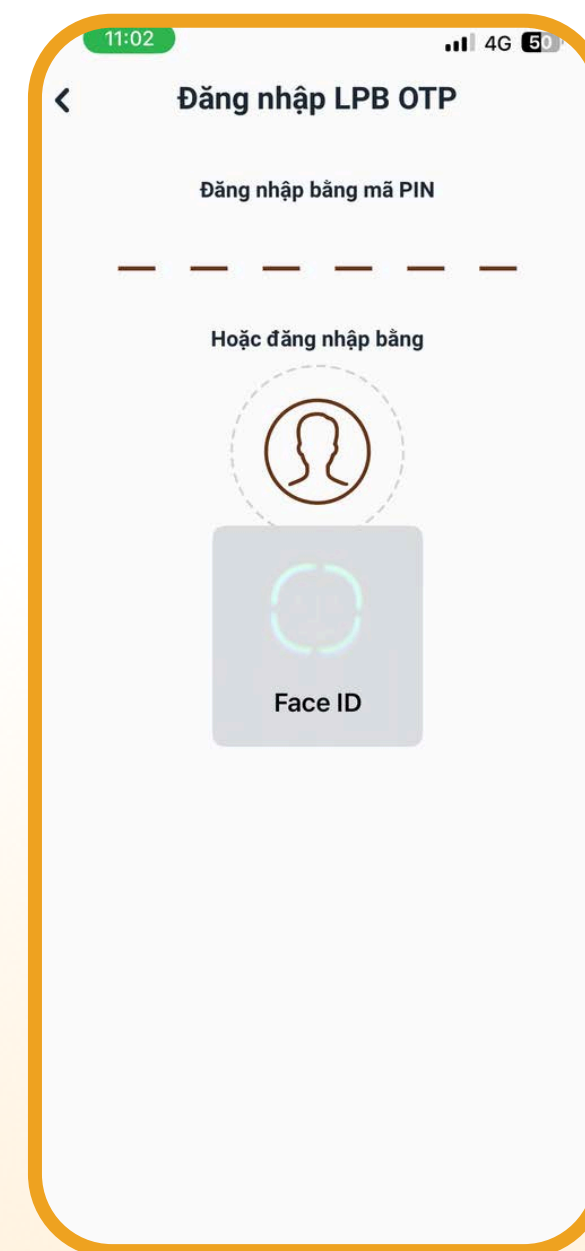 11:02 4G 50
Đăng nhập LPB OTP
Đăng nhập bằng mã PIN
Hoặc đăng nhập bằng
Face ID